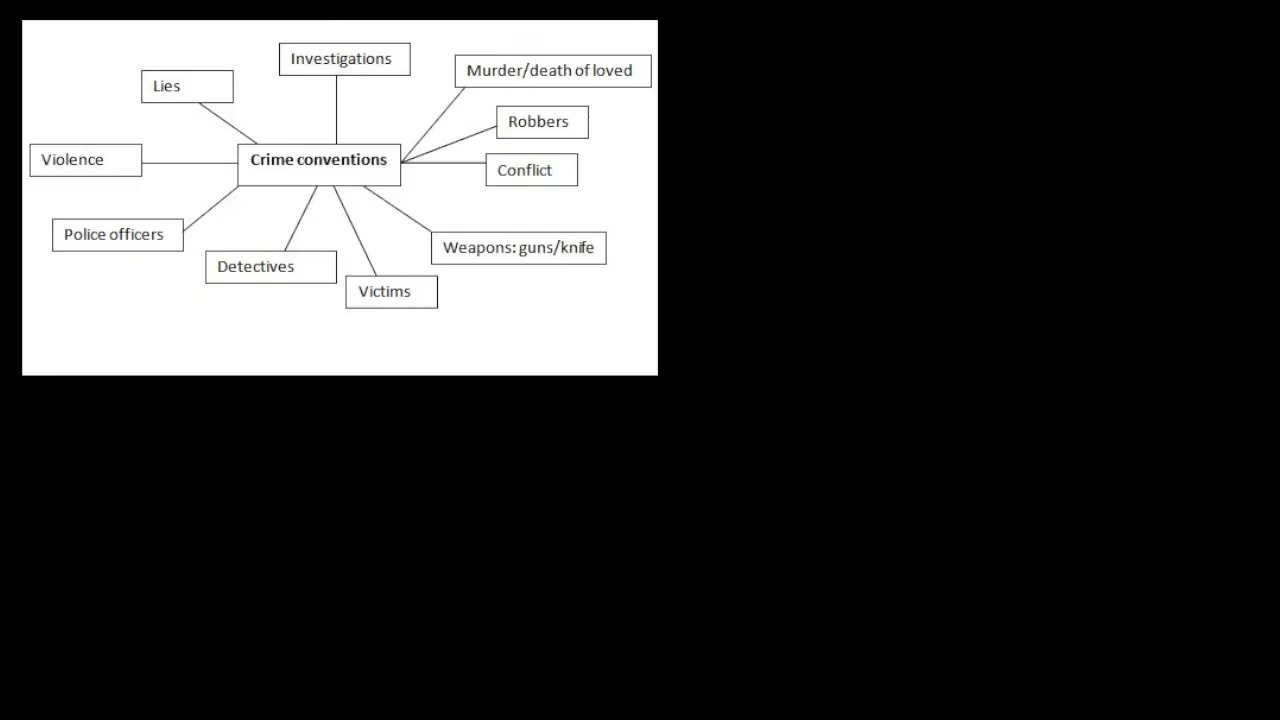 Investigations
Murder/death of loved
Lies
Robbers
Violence
Crime conventions
Conflict
Police officers
Weapons: guns/knife
Detectives
Victims